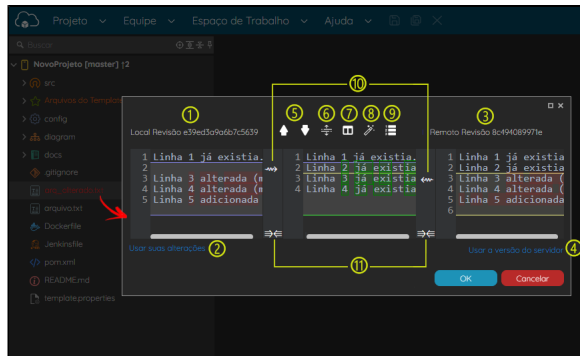 Projeto Equipe Espaço de Trabalho Ajuda
Buscar
NovoProjeto [master] ↑2
src
Arquivos do Template
config
diagram
docs
.gitignore
arquivo.txt
Dockerfile
Jenkinsfile
pom.xml
README.md
template.properties
10
1
5 6 7 8 9
3
Local Revisão e39ed3a9a6b7c5639
Remoto Revisão 8c494089971e
1 Linha 1 já existia.
2
3 Linha 3 alterada (m
4 Linha 4 alterada (m
5 Linha 5 adicionada
1 Linha 1 já existia.
2 Linha 2 já existia
3 Linha 3 já existia
4 Linha 4 já existia
1 Linha 1 já existia
2 Linha 2 já existia
3 Linha 3 alterada (
4 Linha 4 alterada (
5 Linha 5 adicionada
6
Usar suas alterações 2
Usar a versão do servidor 4
11
OK Cancelar